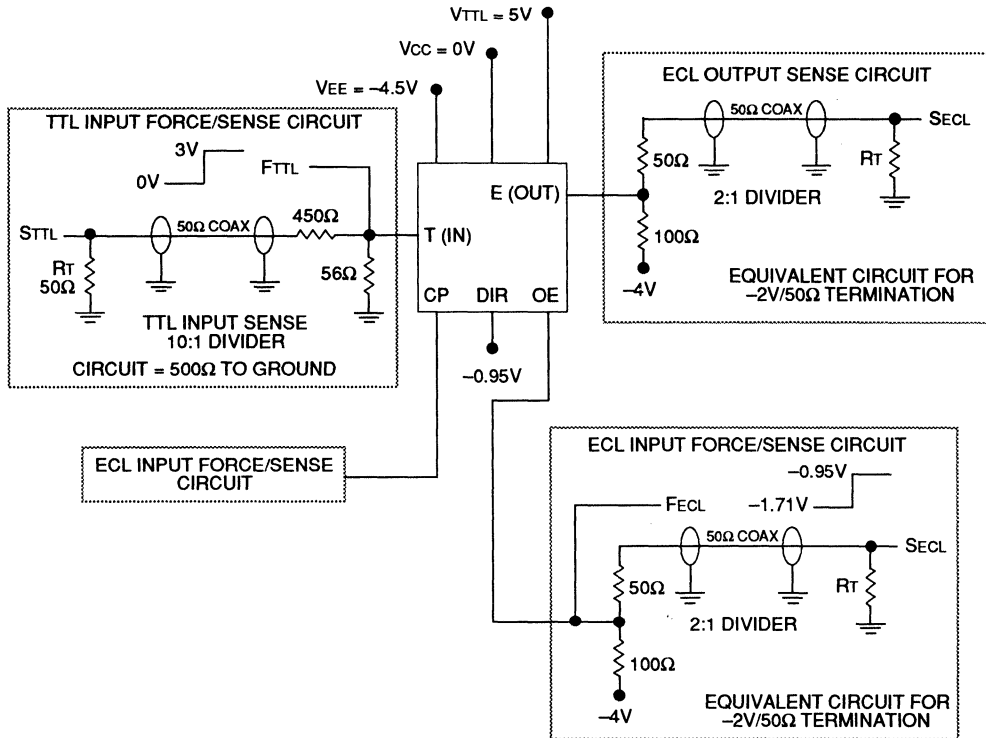 VTTL = 5V
VCC = 0V
VEE = –4.5V
TTL INPUT FORCE/SENSE CIRCUIT
3V
0V
FTTL
STTL
50Ω COAX
450Ω
RT
50Ω
56Ω
TTL INPUT SENSE
10:1 DIVIDER
CIRCUIT = 500Ω TO GROUND
E (OUT)
T (IN)
CP
DIR
OE
–0.95V
ECL OUTPUT SENSE CIRCUIT
50Ω COAX
SECL
50Ω
RT
2:1 DIVIDER
100Ω
–4V
EQUIVALENT CIRCUIT FOR
–2V/50Ω TERMINATION
ECL INPUT FORCE/SENSE
CIRCUIT
ECL INPUT FORCE/SENSE CIRCUIT
–0.95V
–1.71V
FECL
50Ω COAX
SECL
50Ω
RT
2:1 DIVIDER
100Ω
–4V
EQUIVALENT CIRCUIT FOR
–2V/50Ω TERMINATION